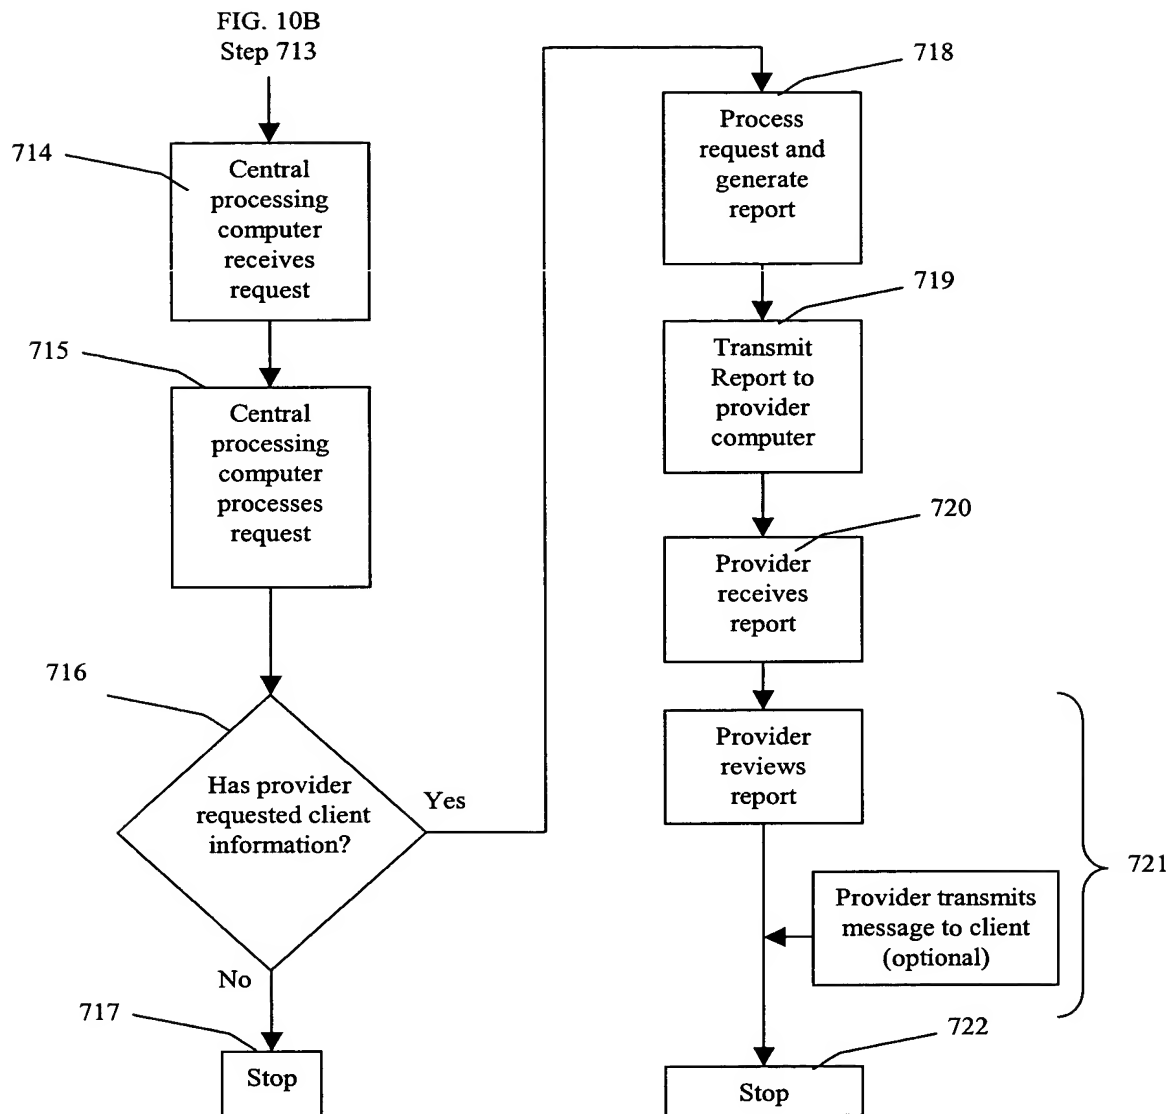 FIG. 10B
Step 713
714
Central
processing
computer
receives
request
715
Central
processing
computer
processes
request
716
Has provider
requested client
information?
Yes
No
717
Stop
718
Process
request and
generate
report
719
Transmit
Report to
provider
computer
720
Provider
receives
report
Provider
reviews
report
721
Provider transmits
message to client
(optional)
722
Stop